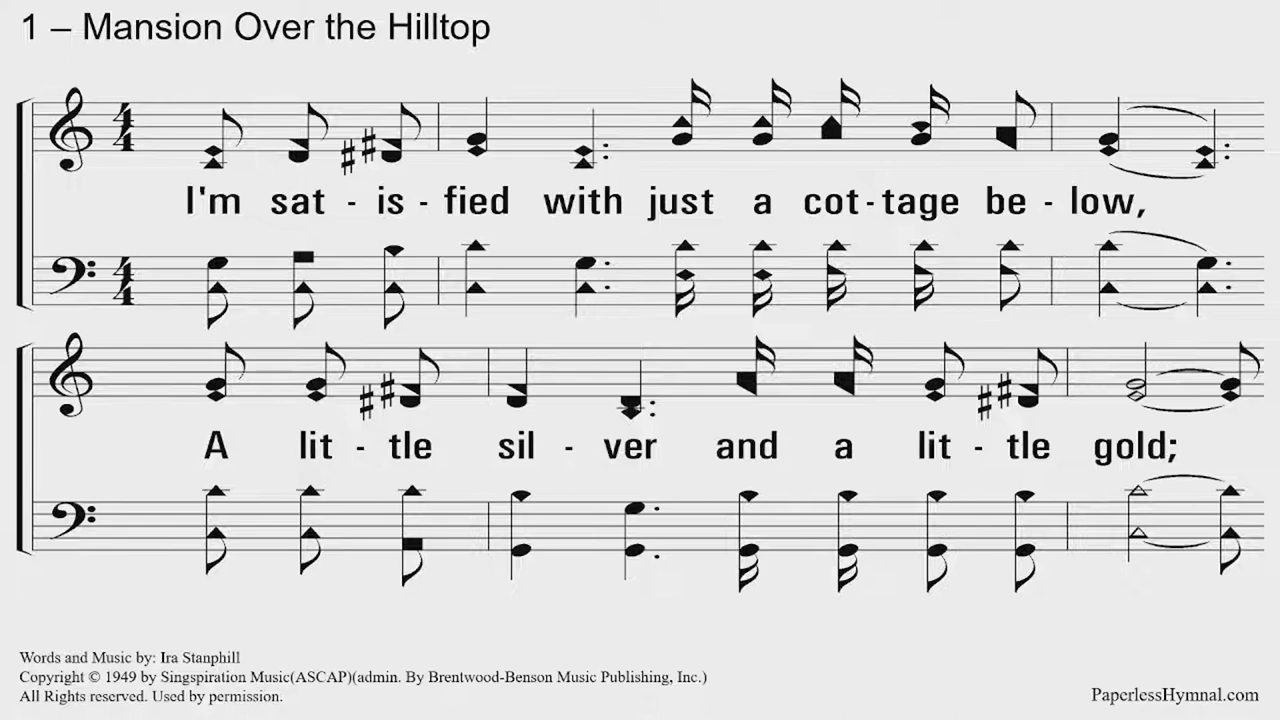 1 – Mansion Over the Hilltop
I'm sat - is - fied with just a cot - tage be - low,
A lit - tle sil - ver and a lit - tle gold;
Words and Music by: Ira Stanphill
Copyright © 1949 by Singspiration Music(ASCAP)(admin. By Brentwood-Benson Music Publishing, Inc.)
All Rights reserved. Used by permission.
PaperlessHymnal.com